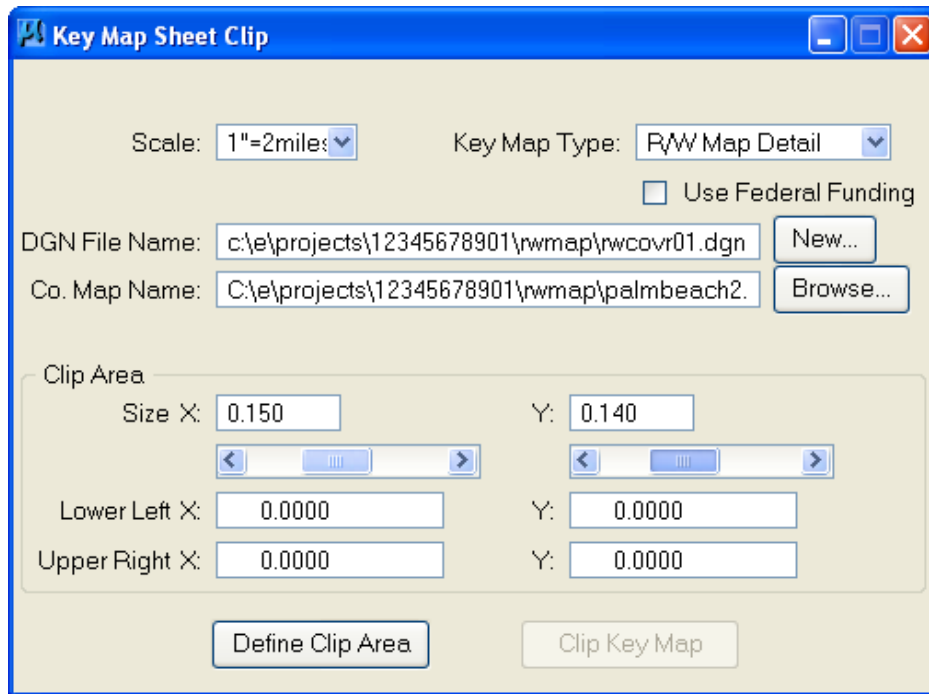 Key Map Sheet Clip
Scale: 1"=2miles Key Map Type: R/W Map Detail
Use Federal Funding
DGN File Name: c:\e\projects\12345678901\rwmap\rwcovr01.dgn New...
Co. Map Name: C:\e\projects\12345678901\rwmap\palmbeach2. Browse...
Clip Area
Size X: 0.150 Y: 0.140
Lower Left X: 0.0000 Y: 0.0000
Upper Right X: 0.0000 Y: 0.0000
Define Clip Area Clip Key Map